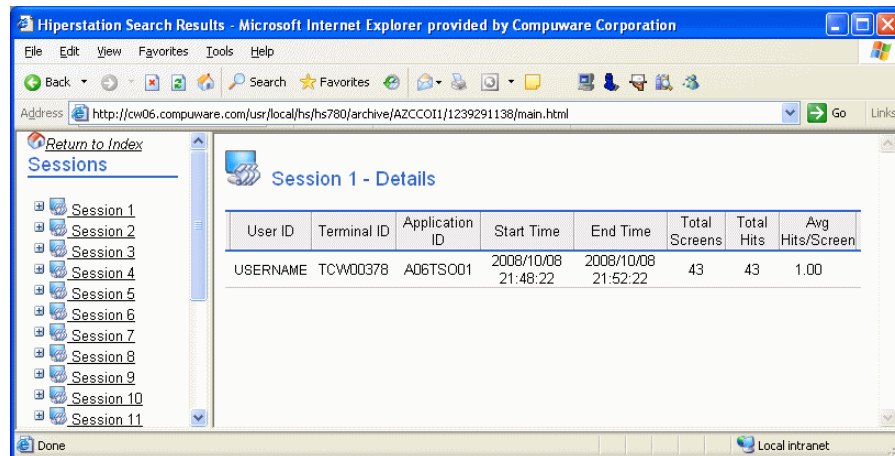 Hiperstation Search Results - Microsoft Internet Explorer provided by Compuware Corporation
File Edit View Favorites Tools Help
Back Search Favorites
Address http://cw06.compuware.com/usr/local/hs/hs780/archive/AZCCOI1/1239291138/main.html Go Links
Return to Index
Sessions
Session 1
Session 2
Session 3
Session 4
Session 5
Session 6
Session 7
Session 8
Session 9
Session 10
Session 11
Session 1 - Details
User ID Terminal ID Application ID Start Time End Time Total Screens Total Hits Avg Hits/Screen
USERNAME TCW00378 A06TSO01 2008/10/08 21:48:22 2008/10/08 21:52:22 43 43 1.00
Done Local intranet